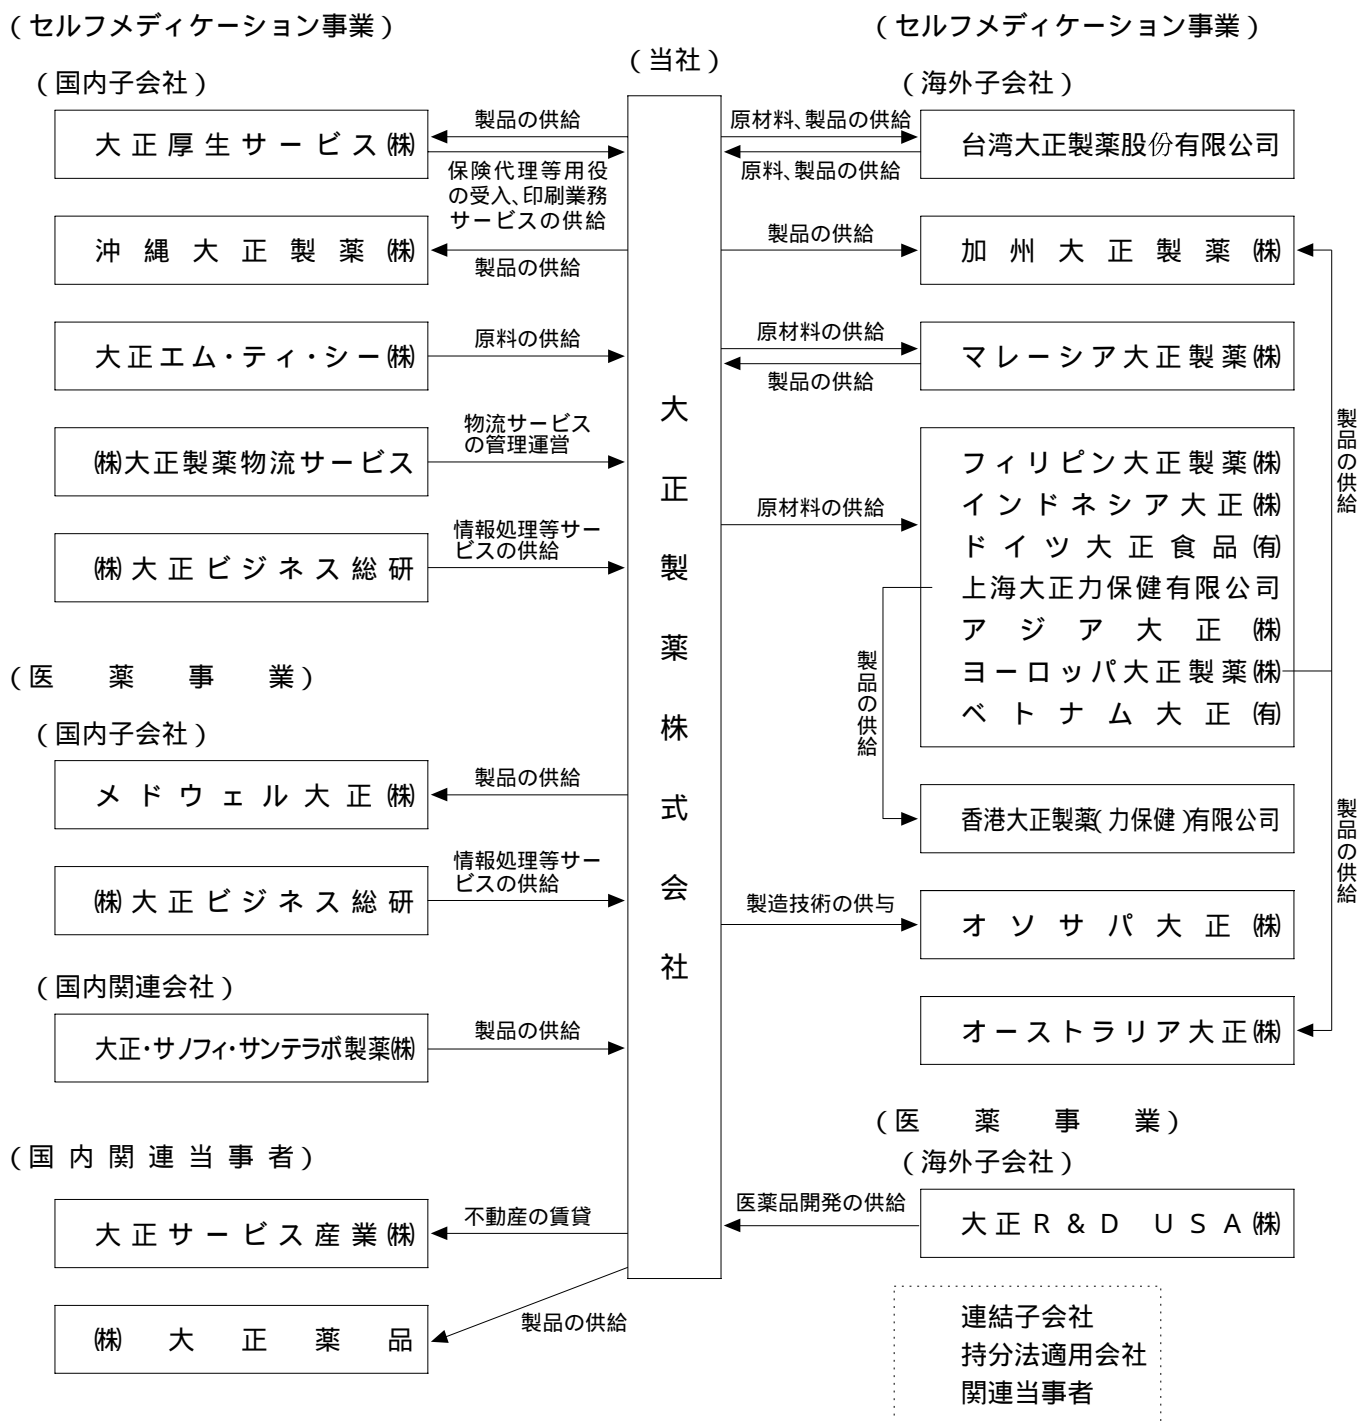 (セルフメディケーション事業)
(国内子会社)
大正厚生サービス㈱
製品の供給
保険代理等用役
の受入、印刷業務
サービスの供給
沖縄大正製薬㈱
製品の供給
大正エム・ティ・シー㈱
原料の供給
㈱大正製薬物流サービス
物流サービス
の管理運営
㈱大正ビジネス総研
情報処理等サー
ビスの供給
(医薬事業)
(国内子会社)
メドウェル大正㈱
製品の供給
㈱大正ビジネス総研
情報処理等サー
ビスの供給
(国内関連会社)
大正・サノフィ・サンテラボ製薬㈱
製品の供給
(国内関連当事者)
大正サービス産業㈱
不動産の賃貸
㈱大正薬品
製品の供給
(当社)
大正製薬株式会社
(セルフメディケーション事業)
(海外子会社)
原材料、製品の供給
原料、製品の供給
台湾大正製薬股份有限公司
製品の供給
加州大正製薬㈱
原材料の供給
製品の供給
マレーシア大正製薬㈱
原材料の供給
フィリピン大正製薬㈱
インドネシア大正㈱
ドイツ大正食品㈲
上海大正力保健有限公司
アジア大正㈱
ヨーロッパ大正製薬㈱
ベトナム大正㈲
製品の供給
製品の供給
香港大正製薬(力保健)有限公司
製品の供給
製造技術の供与
オソサパ大正㈱
オーストラリア大正㈱
(医薬事業)
(海外子会社)
医薬品開発の供給
大正R&D USA㈱
連結子会社
持分法適用会社
関連当事者